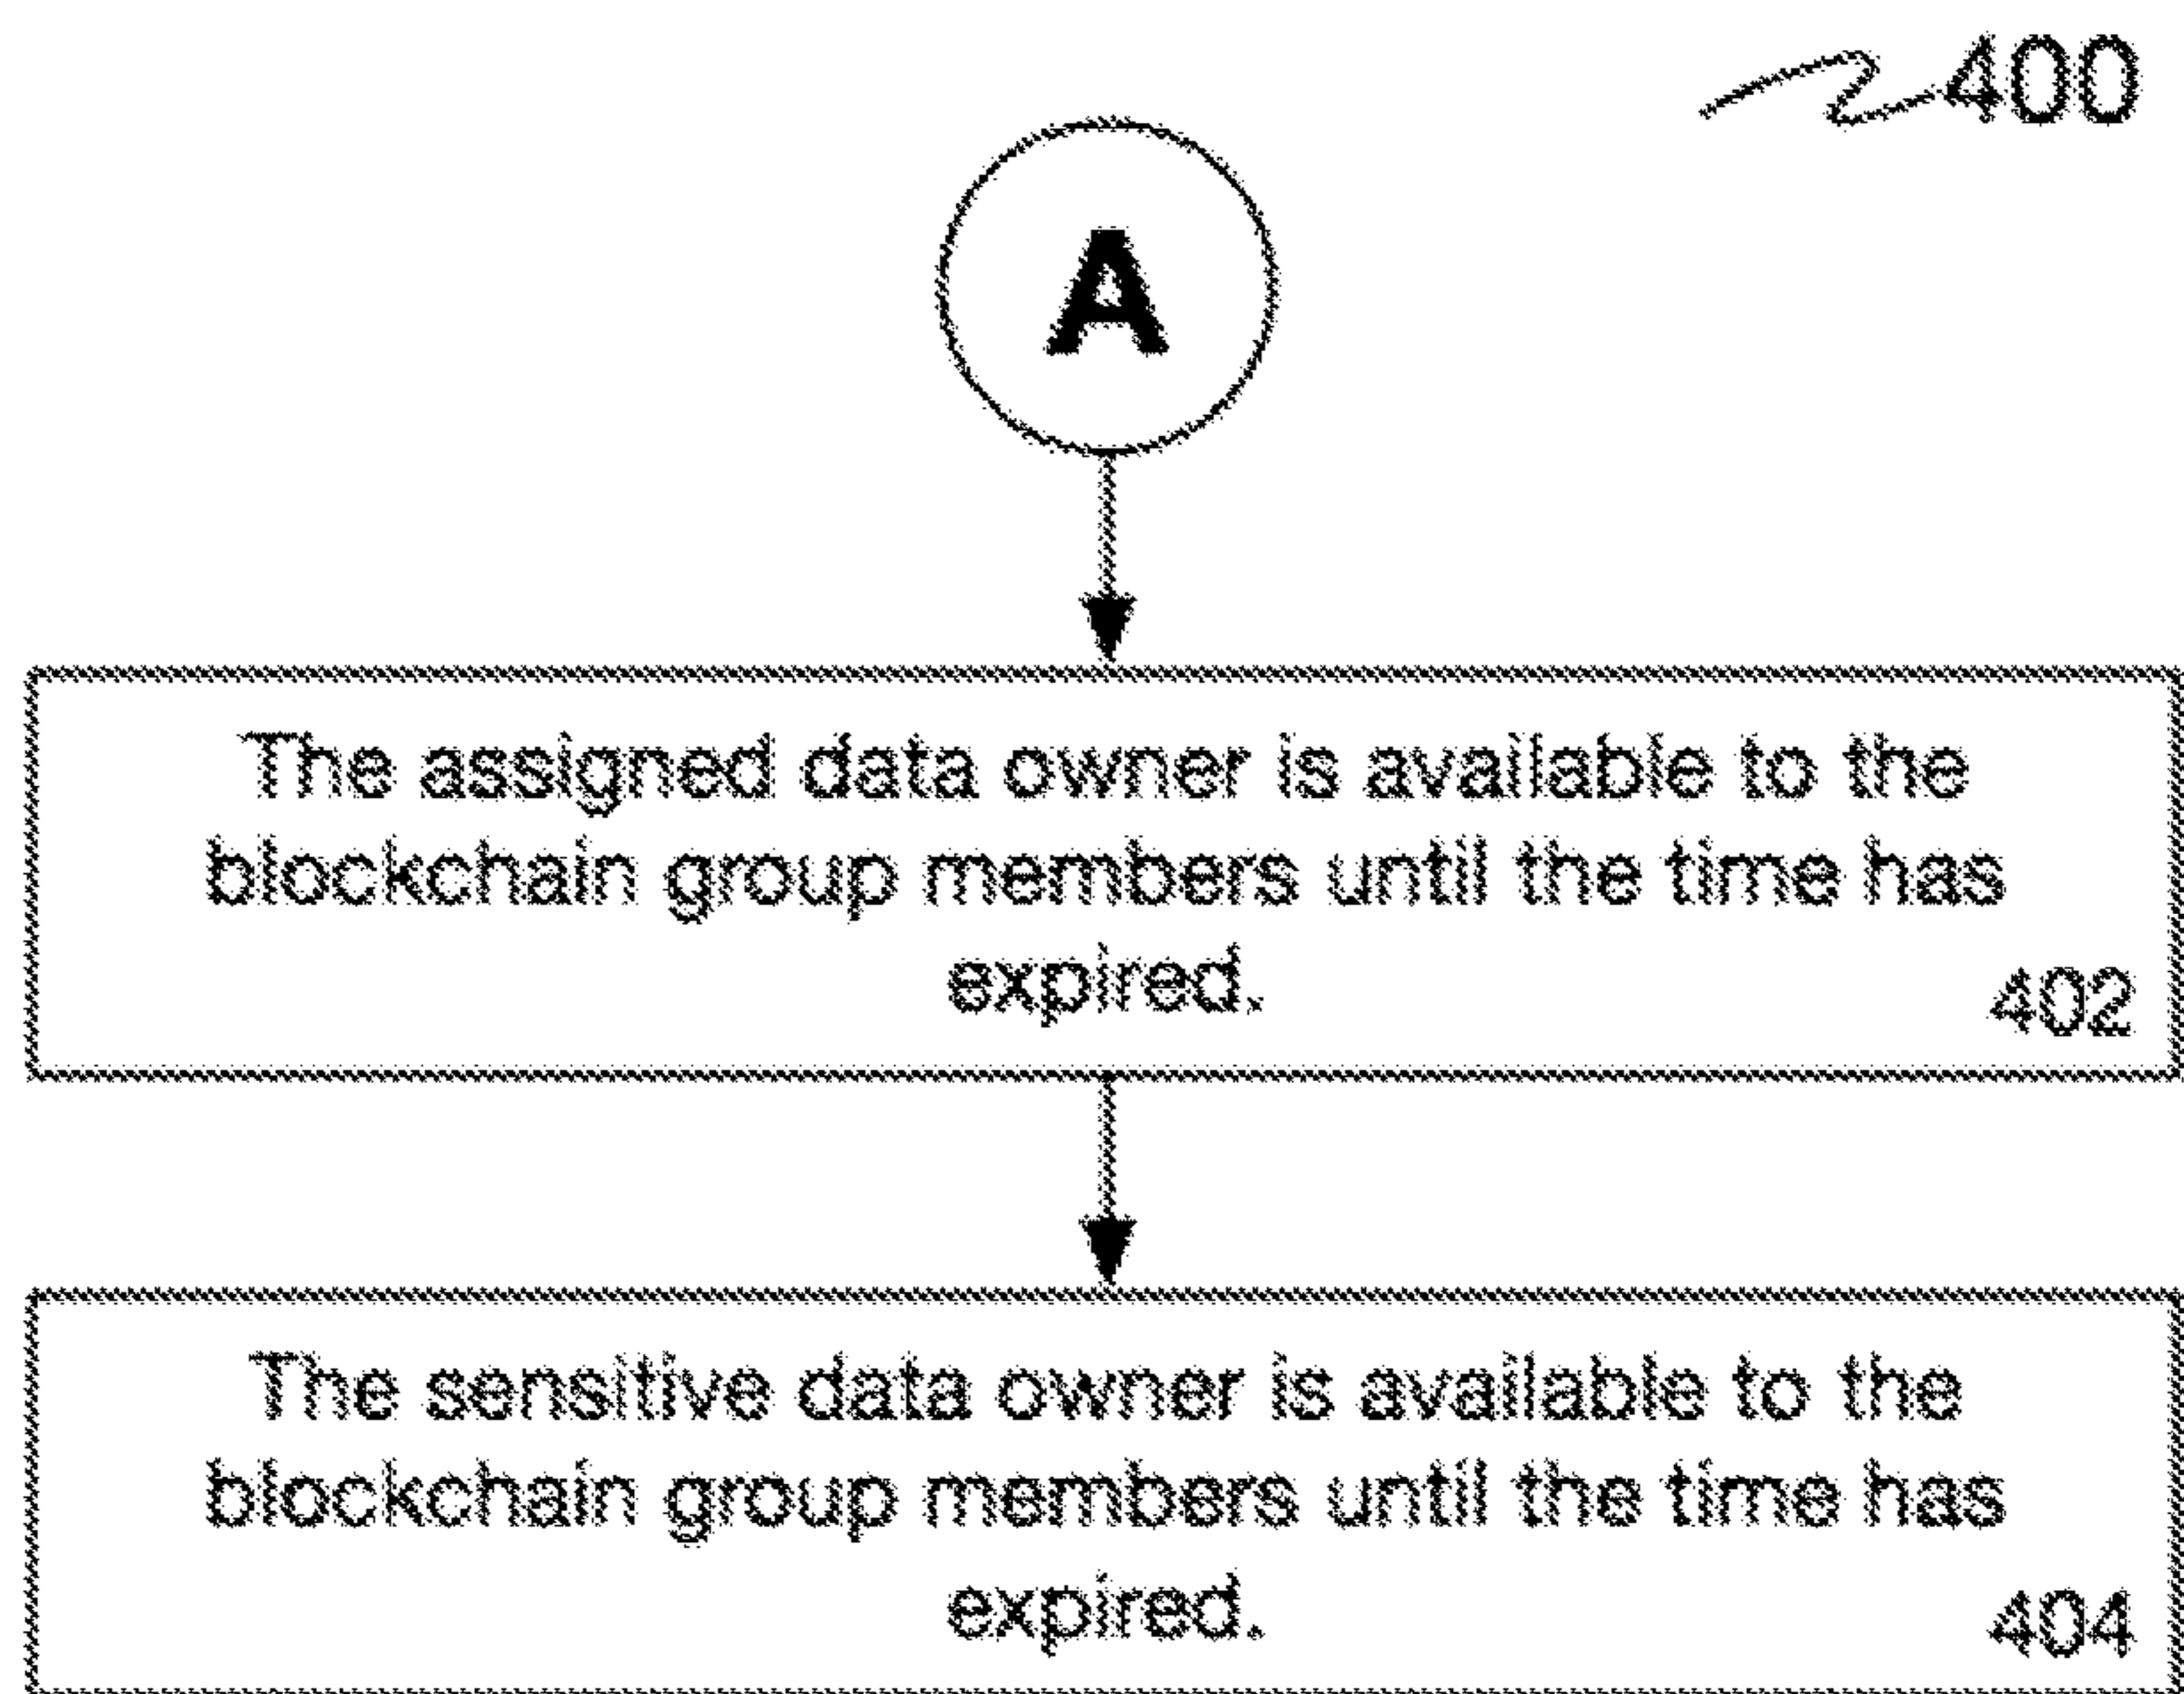 400
A
The assigned data owner is available to the
blockchain group members until the time has
expired.
402
The sensitive data owner is available to the
blockchain group members until the time has
expired.
404